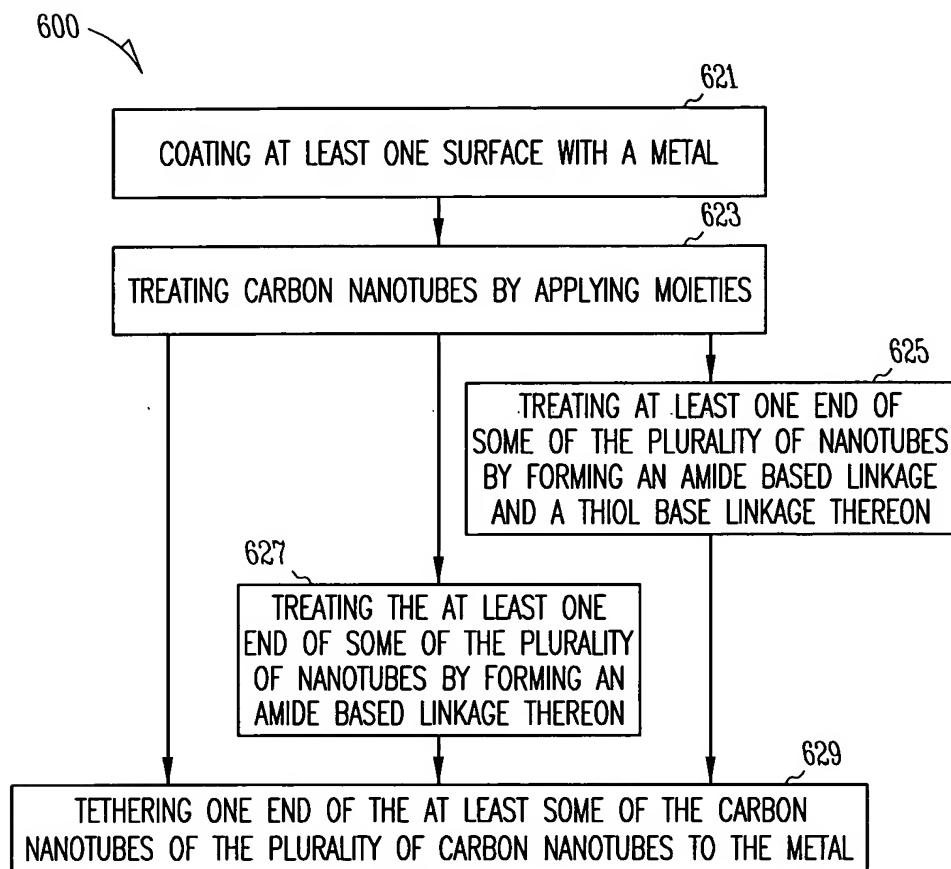 600
621
COATING AT LEAST ONE SURFACE WITH A METAL
623
TREATING CARBON NANOTUBES BY APPLYING MOIETIES
625
TREATING AT LEAST ONE END OF
SOME OF THE PLURALITY OF NANOTUBES
BY FORMING AN AMIDE BASED LINKAGE
AND A THIOL BASE LINKAGE THEREON
627
TREATING THE AT LEAST ONE
END OF SOME OF THE PLURALITY
OF NANOTUBES BY FORMING AN
AMIDE BASED LINKAGE THEREON
629
TETHERING ONE END OF THE AT LEAST SOME OF THE CARBON
NANOTUBES OF THE PLURALITY OF CARBON NANOTUBES TO THE METAL